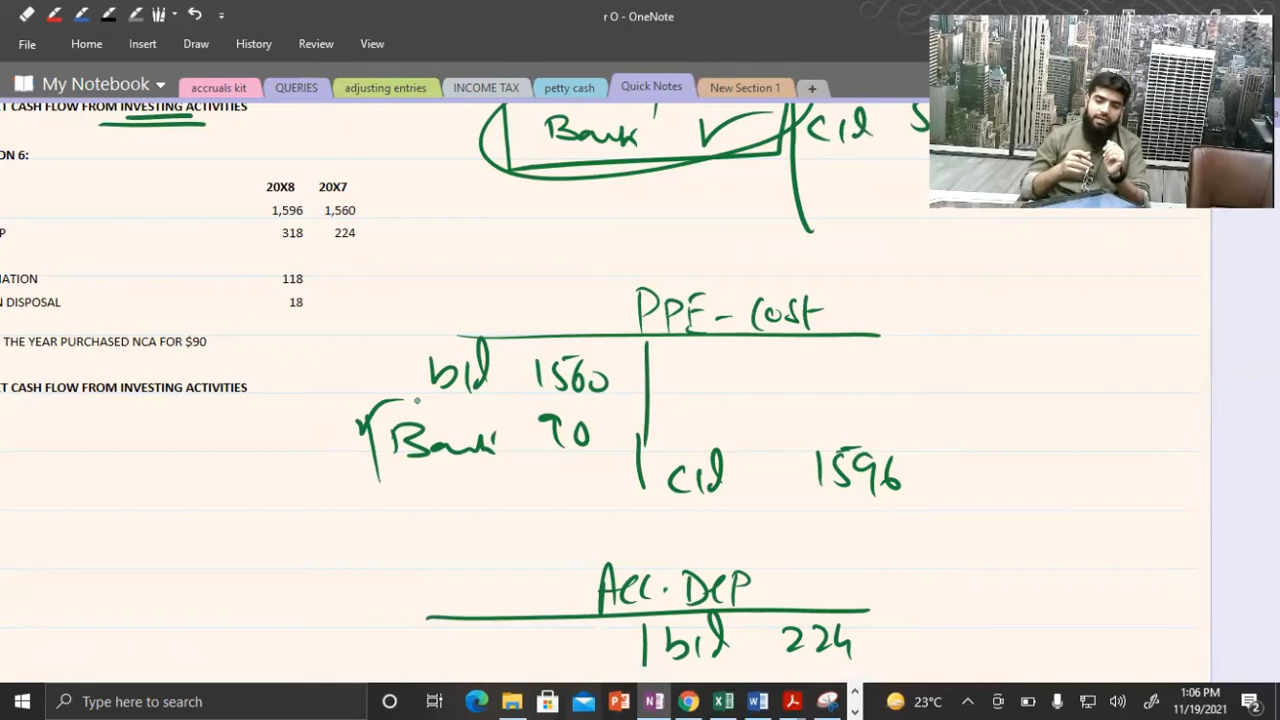 r O - OneNote
File Home Insert Draw History Review View
My Notebook accruals kit QUERIES adjusting entries INCOME TAX petty cash Quick Notes New Section 1
CASH FLOW FROM INVESTING ACTIVITIES
Bank c/d
ON 6:
20X8 20X7
1,596 1,560
P 318 224
IATION 118
N DISPOSAL 18
THE YEAR PURCHASED NCA FOR $90
CASH FLOW FROM INVESTING ACTIVITIES
PPE - Cost
b/d 1560
Bank 90
c/d 1596
Acc. Dep
b/d 224
Type here to search
23°C
1:06 PM
11/19/2021
2